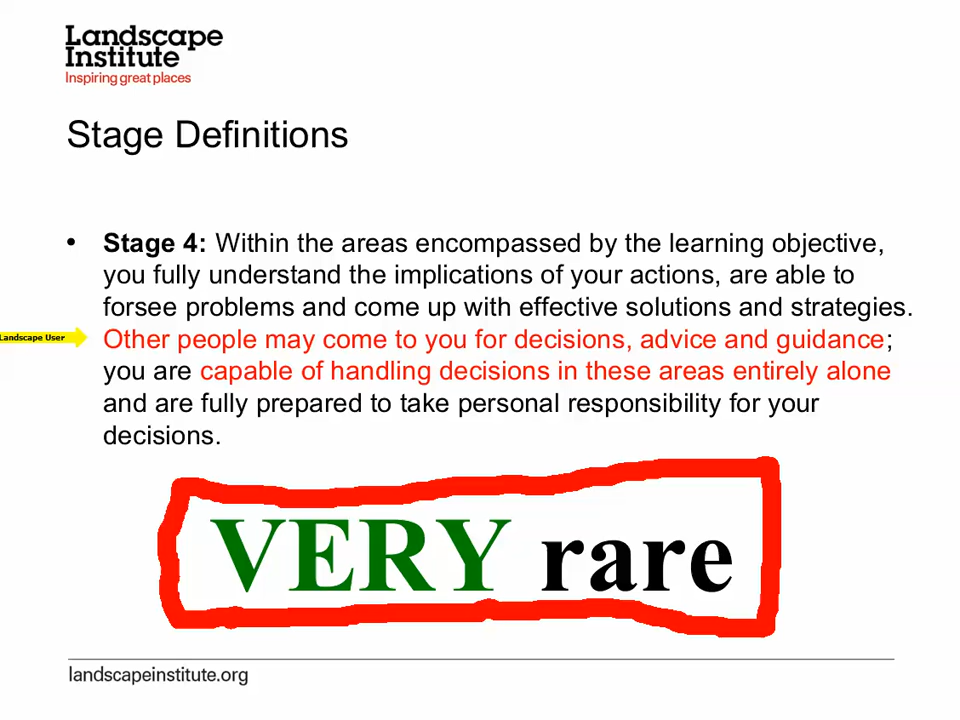 Landscape
Institute
Inspiring great places
Stage Definitions
• Stage 4: Within the areas encompassed by the learning objective,
you fully understand the implications of your actions, are able to
forsee problems and come up with effective solutions and strategies.
Landscape User
Other people may come to you for decisions, advice and guidance;
you are capable of handling decisions in these areas entirely alone
and are fully prepared to take personal responsibility for your
decisions.
VERY rare
landscapeinstitute.org